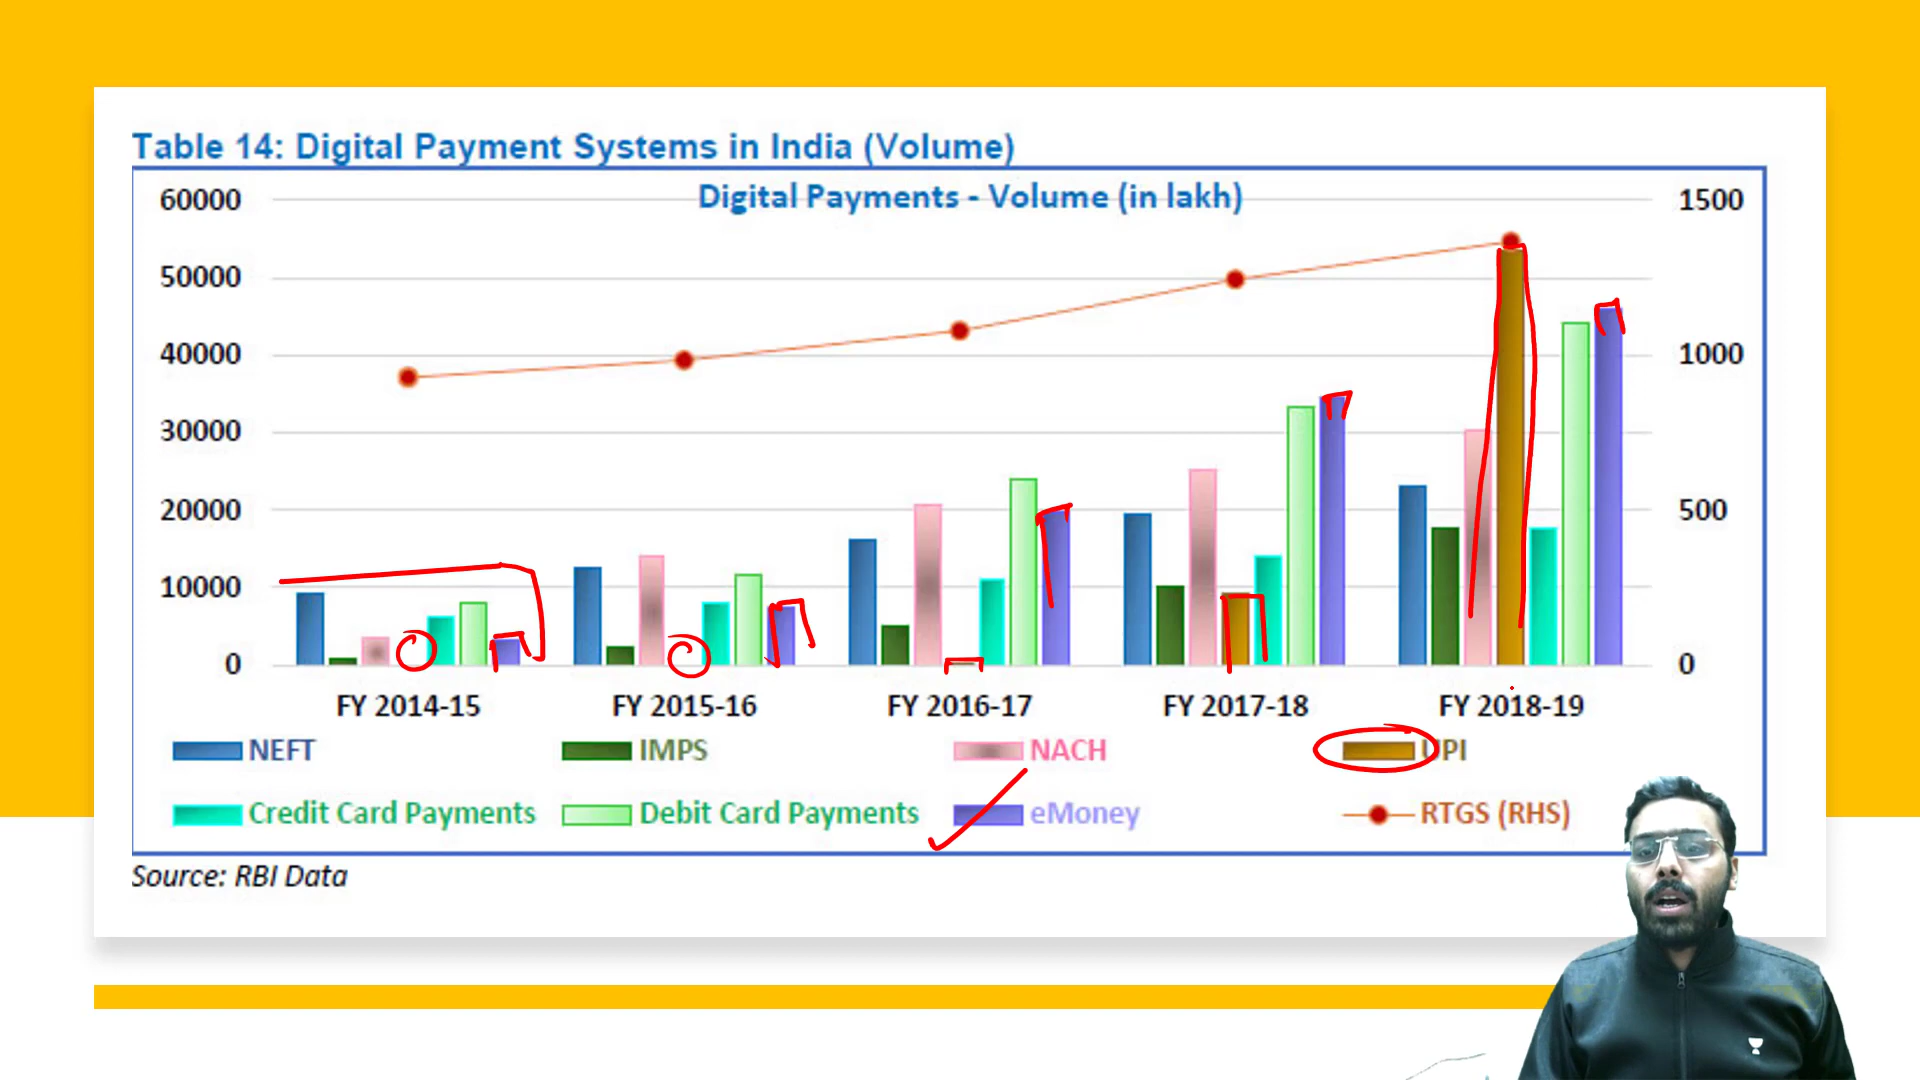 Table 14: Digital Payment Systems in India (Volume)
Digital Payments - Volume (in lakh)
60000 1500
50000
40000 1000
30000
20000 500
10000
0 0
FY 2014-15 FY 2015-16 FY 2016-17 FY 2017-18 FY 2018-19
NEFT IMPS NACH UPI
Credit Card Payments Debit Card Payments eMoney RTGS (RHS)
Source: RBI Data